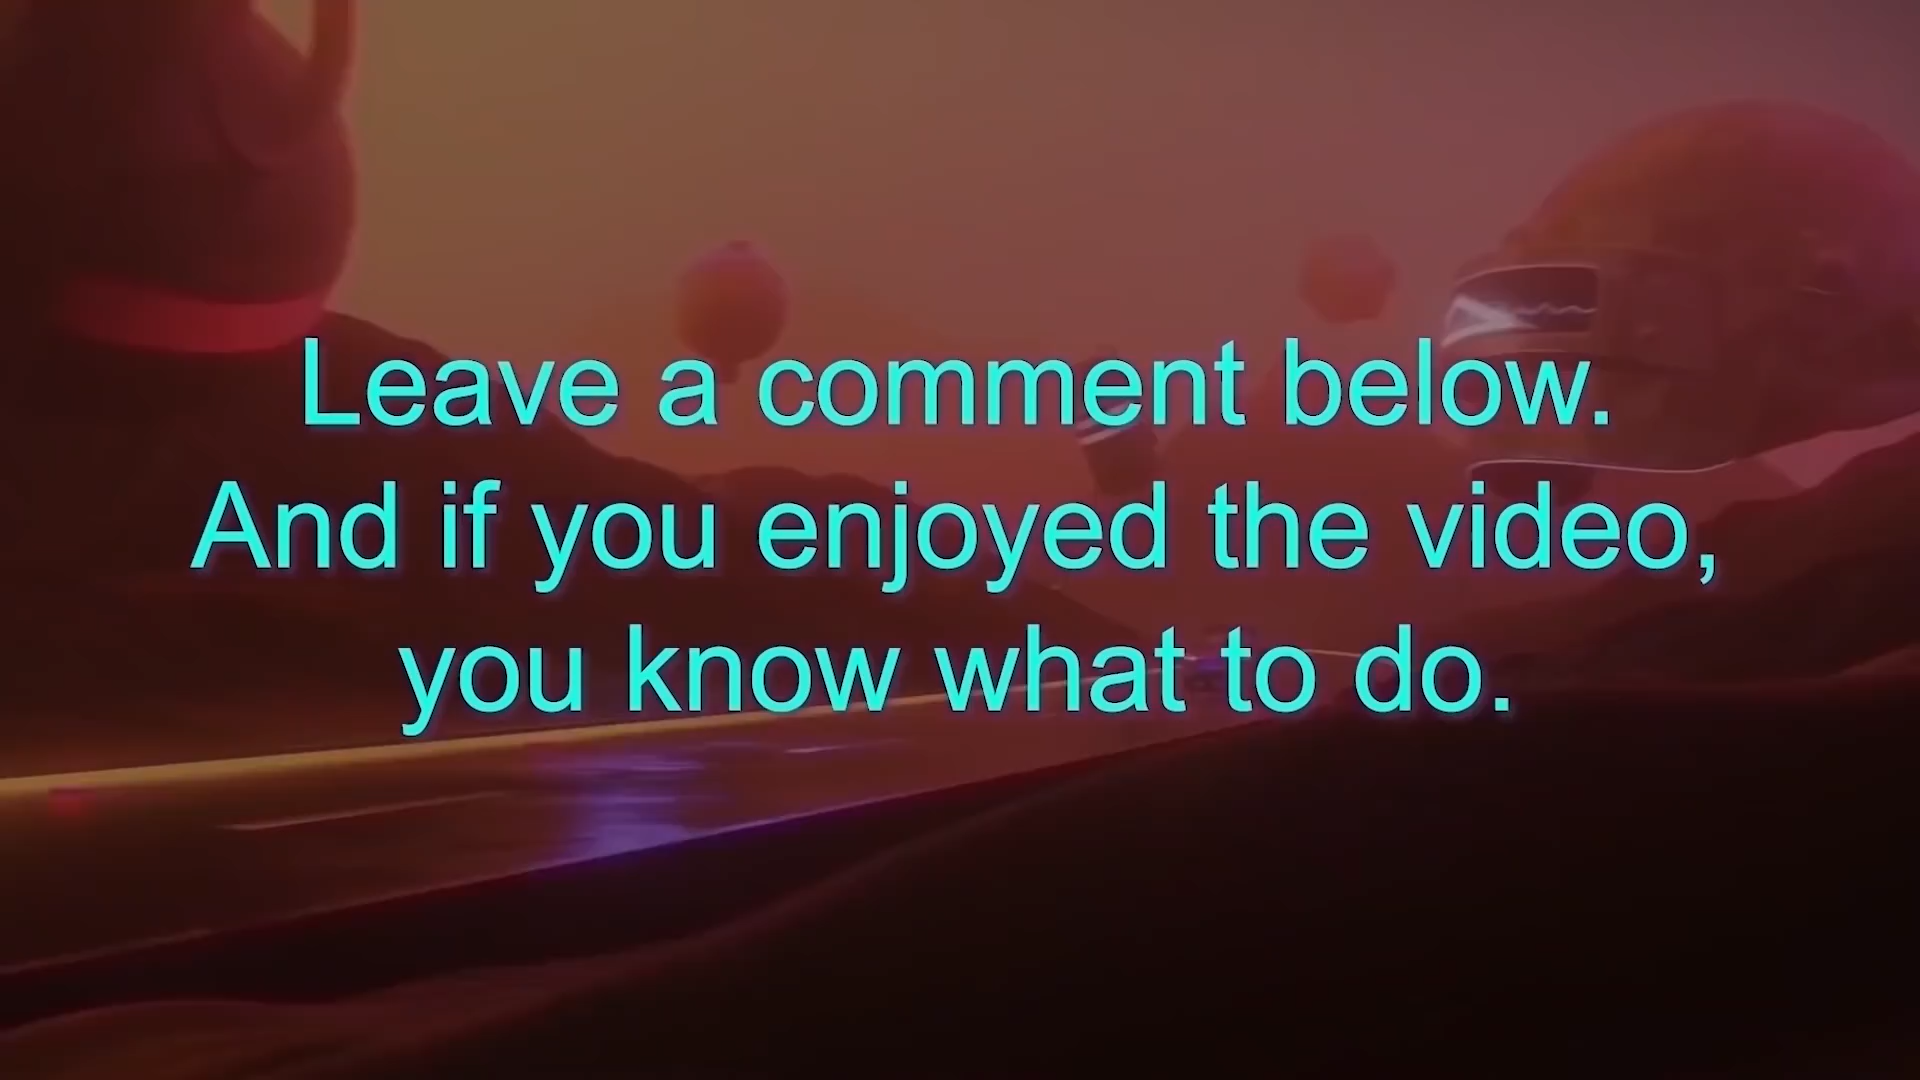 Leave a comment below.
And if you enjoyed the video,
you know what to do.